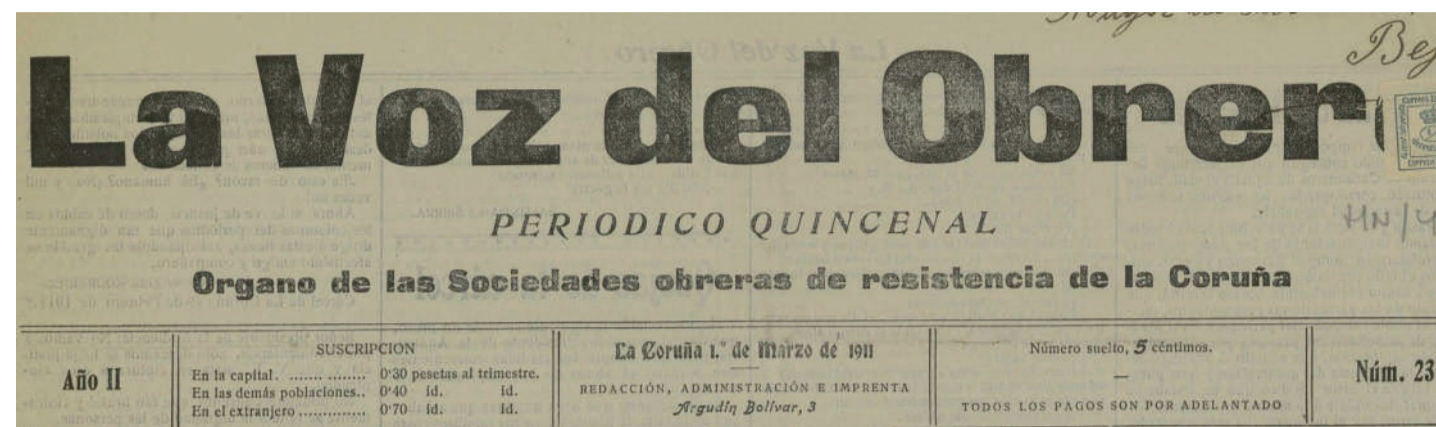 La Voz del Obrer
PERIODICO QUINCENAL
Organo de las Sociedades obreras de resistencia de la Coruña
Año II
SUSCRIPCION
En la capital. .............. 0'30 pesetas al trimestre.
En las demás poblaciones.. 0'40 id. id.
En el extranjero .............. 0'70 id. id.
La Coruña 1.º de Marzo de 1911
REDACCIÓN, ADMINISTRACIÓN E IMPRENTA
Argudín Bolívar, 3
Número suelto, 5 céntimos.
TODOS LOS PAGOS SON POR ADELANTADO
Núm. 23